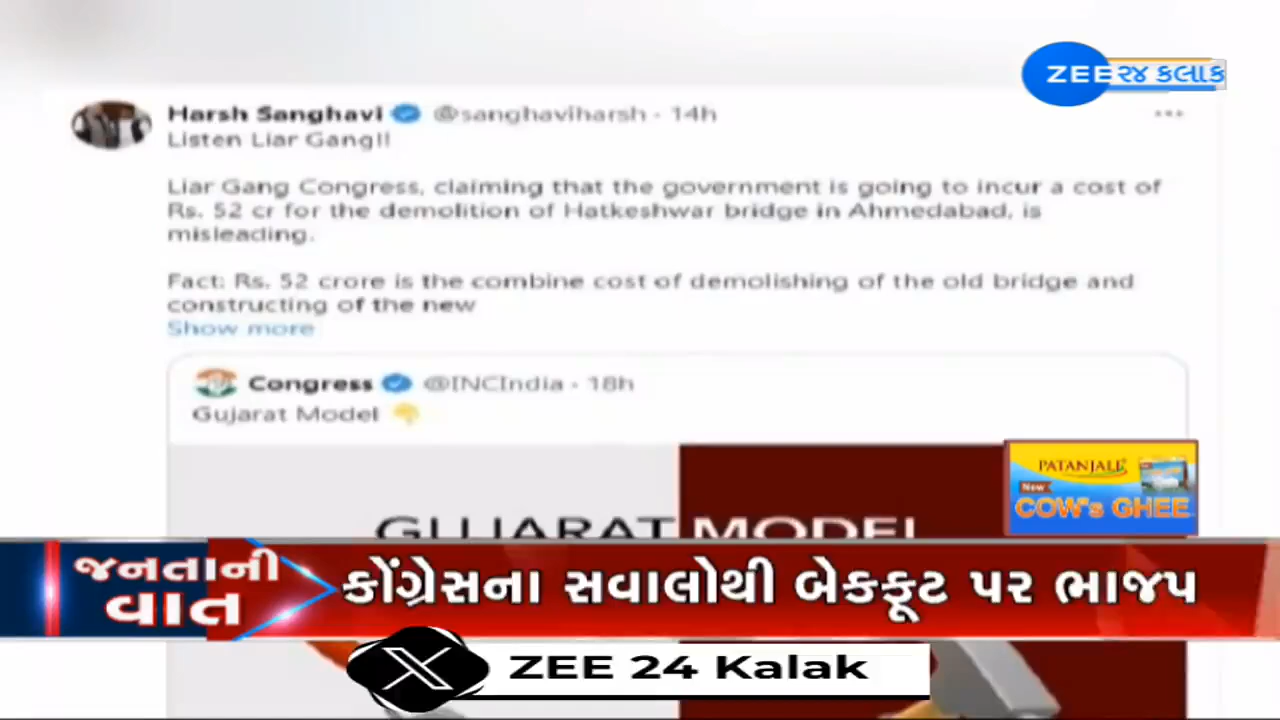 ZEE ૨૪ કલાક
Harsh Sanghavi @sanghaviharsh · 14h
Listen Liar Gang!!
Liar Gang Congress, claiming that the government is going to incur a cost of
Rs. 52 cr for the demolition of Hatkeshwar bridge in Ahmedabad, is
misleading.
Fact: Rs. 52 crore is the combine cost of demolishing of the old bridge and
constructing of the new
Show more
Congress @INCIndia · 18h
Gujarat Model
GUJARAT MODEL
PATANJALI
New
COW's GHEE
જનતાની
વાત
કોંગ્રેસના સવાલોથી બેકફૂટ પર ભાજપ
X
ZEE 24 Kalak